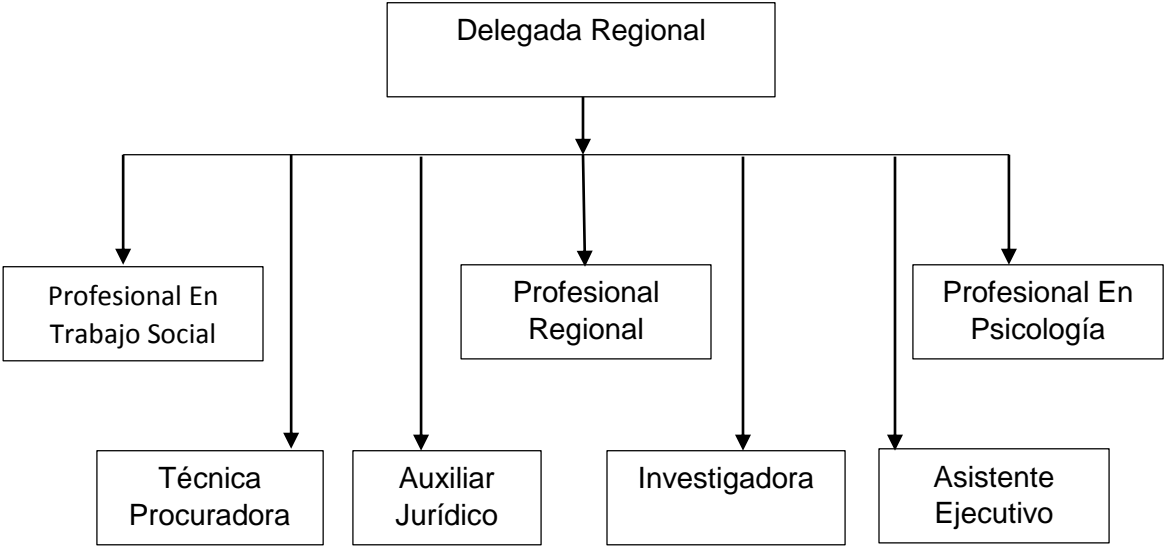 Delegada Regional
Profesional En
Trabajo Social
Profesional
Regional
Profesional En
Psicología
Técnica
Procuradora
Auxiliar
Jurídico
Investigadora
Asistente
Ejecutivo